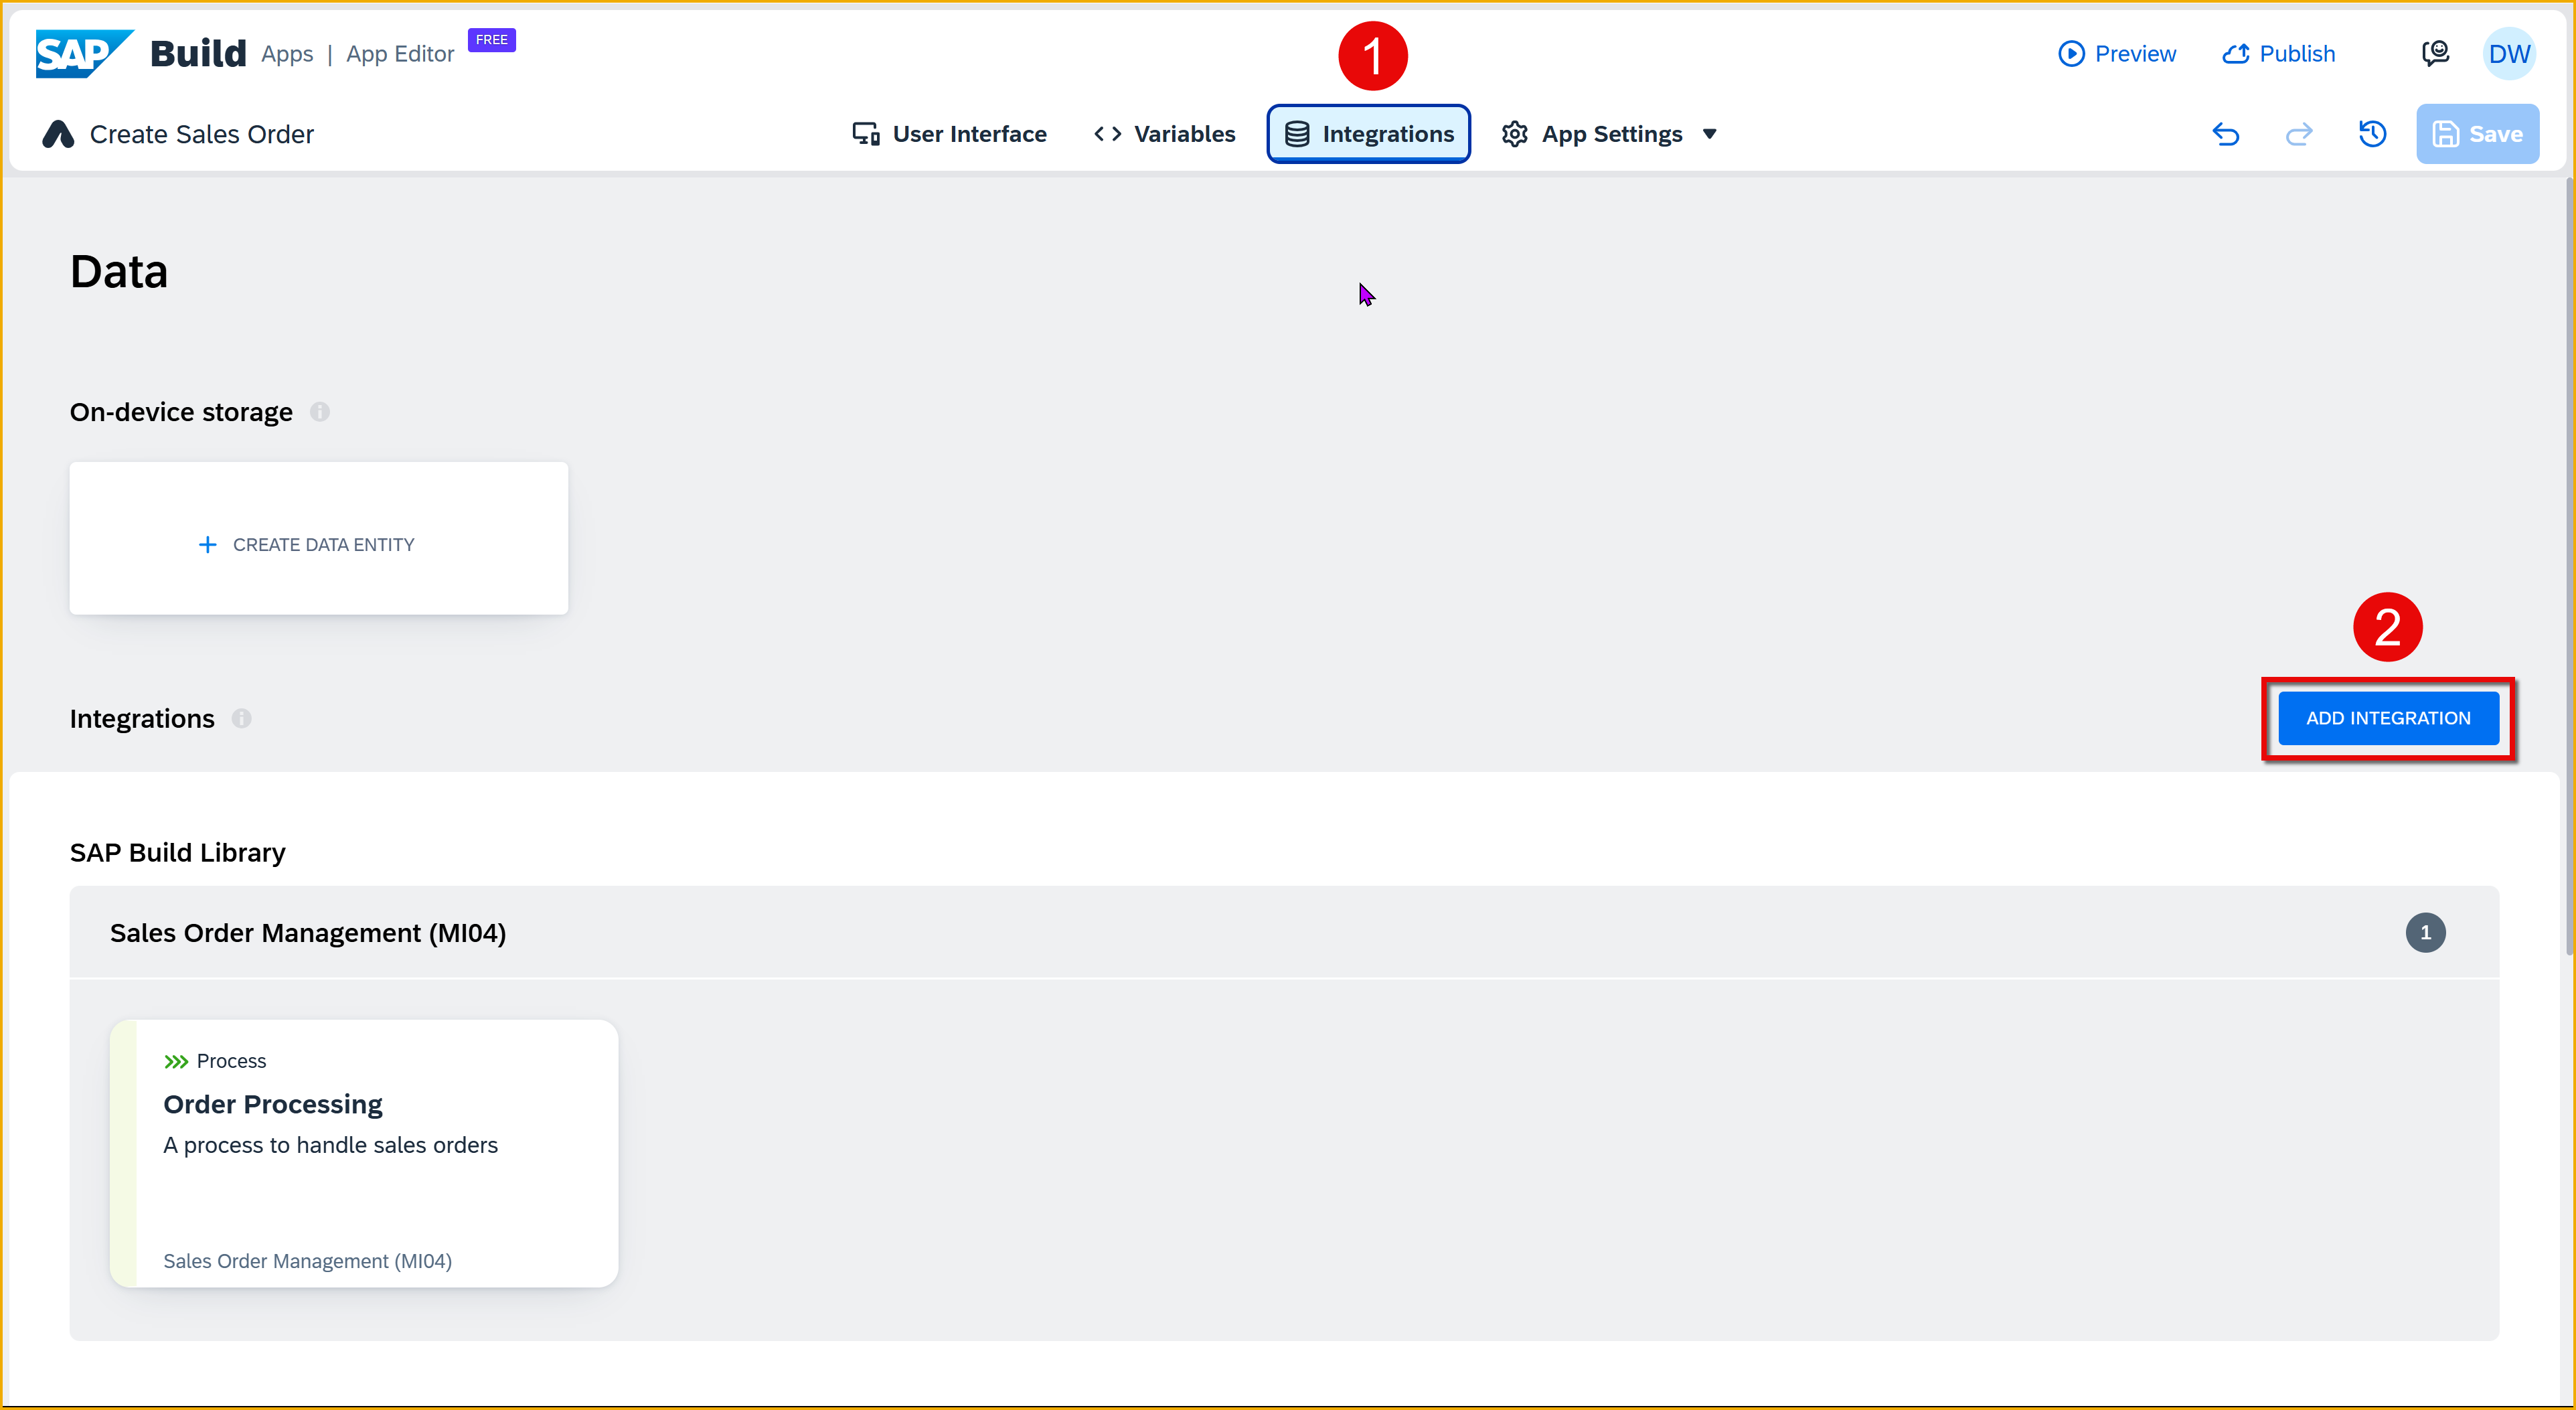 SAP Build Apps | App Editor FREE
1
Preview Publish DW
Create Sales Order
User Interface Variables Integrations App Settings
Save
Data
On-device storage
CREATE DATA ENTITY
2
Integrations
ADD INTEGRATION
SAP Build Library
Sales Order Management (MI04) 1
Process
Order Processing
A process to handle sales orders
Sales Order Management (MI04)